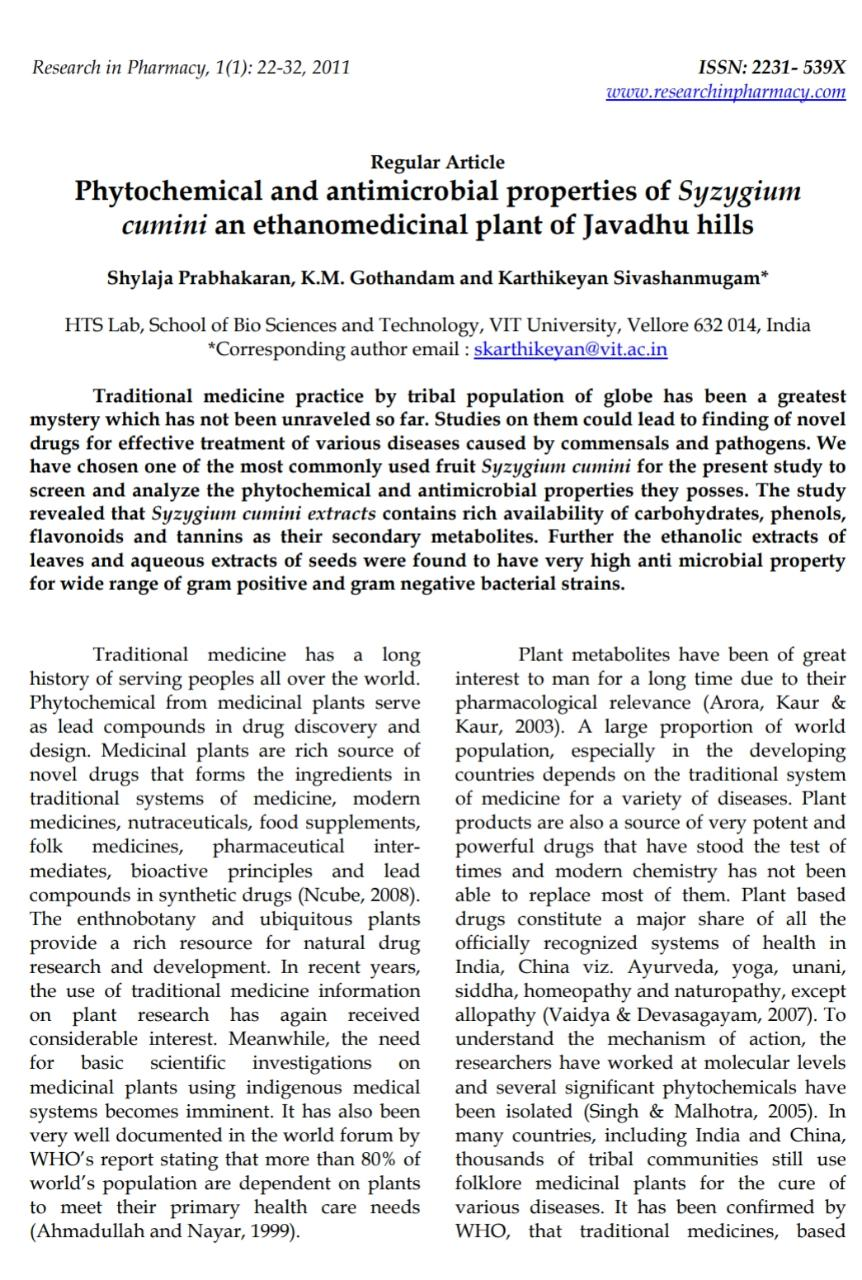 Research in Pharmacy, 1(1): 22-32, 2011
ISSN: 2231- 539X
www.researchinpharmacy.com
Regular Article
Phytochemical and antimicrobial properties of Syzygium
cumini an ethanomedicinal plant of Javadhu hills
Shylaja Prabhakaran, K.M. Gothandam and Karthikeyan Sivashanmugam*
HTS Lab, School of Bio Sciences and Technology, VIT University, Vellore 632 014, India
*Corresponding author email : skarthikeyan@vit.ac.in
Traditional medicine practice by tribal population of globe has been a greatest
mystery which has not been unraveled so far. Studies on them could lead to finding of novel
drugs for effective treatment of various diseases caused by commensals and pathogens. We
have chosen one of the most commonly used fruit Syzygium cumini for the present study to
screen and analyze the phytochemical and antimicrobial properties they posses. The study
revealed that Syzygium cumini extracts contains rich availability of carbohydrates, phenols,
flavonoids and tannins as their secondary metabolites. Further the ethanolic extracts of
leaves and aqueous extracts of seeds were found to have very high anti microbial property
for wide range of gram positive and gram negative bacterial strains.
Traditional medicine has a long
history of serving peoples all over the world.
Phytochemical from medicinal plants serve
as lead compounds in drug discovery and
design. Medicinal plants are rich source of
novel drugs that forms the ingredients in
traditional systems of medicine, modern
medicines, nutraceuticals, food supplements,
folk medicines, pharmaceutical inter-
mediates, bioactive principles and lead
compounds in synthetic drugs (Ncube, 2008).
The enthnobotany and ubiquitous plants
provide a rich resource for natural drug
research and development. In recent years,
the use of traditional medicine information
on plant research has again received
considerable interest. Meanwhile, the need
for basic scientific investigations on
medicinal plants using indigenous medical
systems becomes imminent. It has also been
very well documented in the world forum by
WHO's report stating that more than 80% of
world's population are dependent on plants
to meet their primary health care needs
(Ahmadullah and Nayar, 1999).
Plant metabolites have been of great
interest to man for a long time due to their
pharmacological relevance (Arora, Kaur &
Kaur, 2003). A large proportion of world
population, especially in the developing
countries depends on the traditional system
of medicine for a variety of diseases. Plant
products are also a source of very potent and
powerful drugs that have stood the test of
times and modern chemistry has not been
able to replace most of them. Plant based
drugs constitute a major share of all the
officially recognized systems of health in
India, China viz. Ayurveda, yoga, unani,
siddha, homeopathy and naturopathy, except
allopathy (Vaidya & Devasagayam, 2007). To
understand the mechanism of action, the
researchers have worked at molecular levels
and several significant phytochemicals have
been isolated (Singh & Malhotra, 2005). In
many countries, including India and China,
thousands of tribal communities still use
folklore medicinal plants for the cure of
various diseases. It has been confirmed by
WHO, that traditional medicines, based